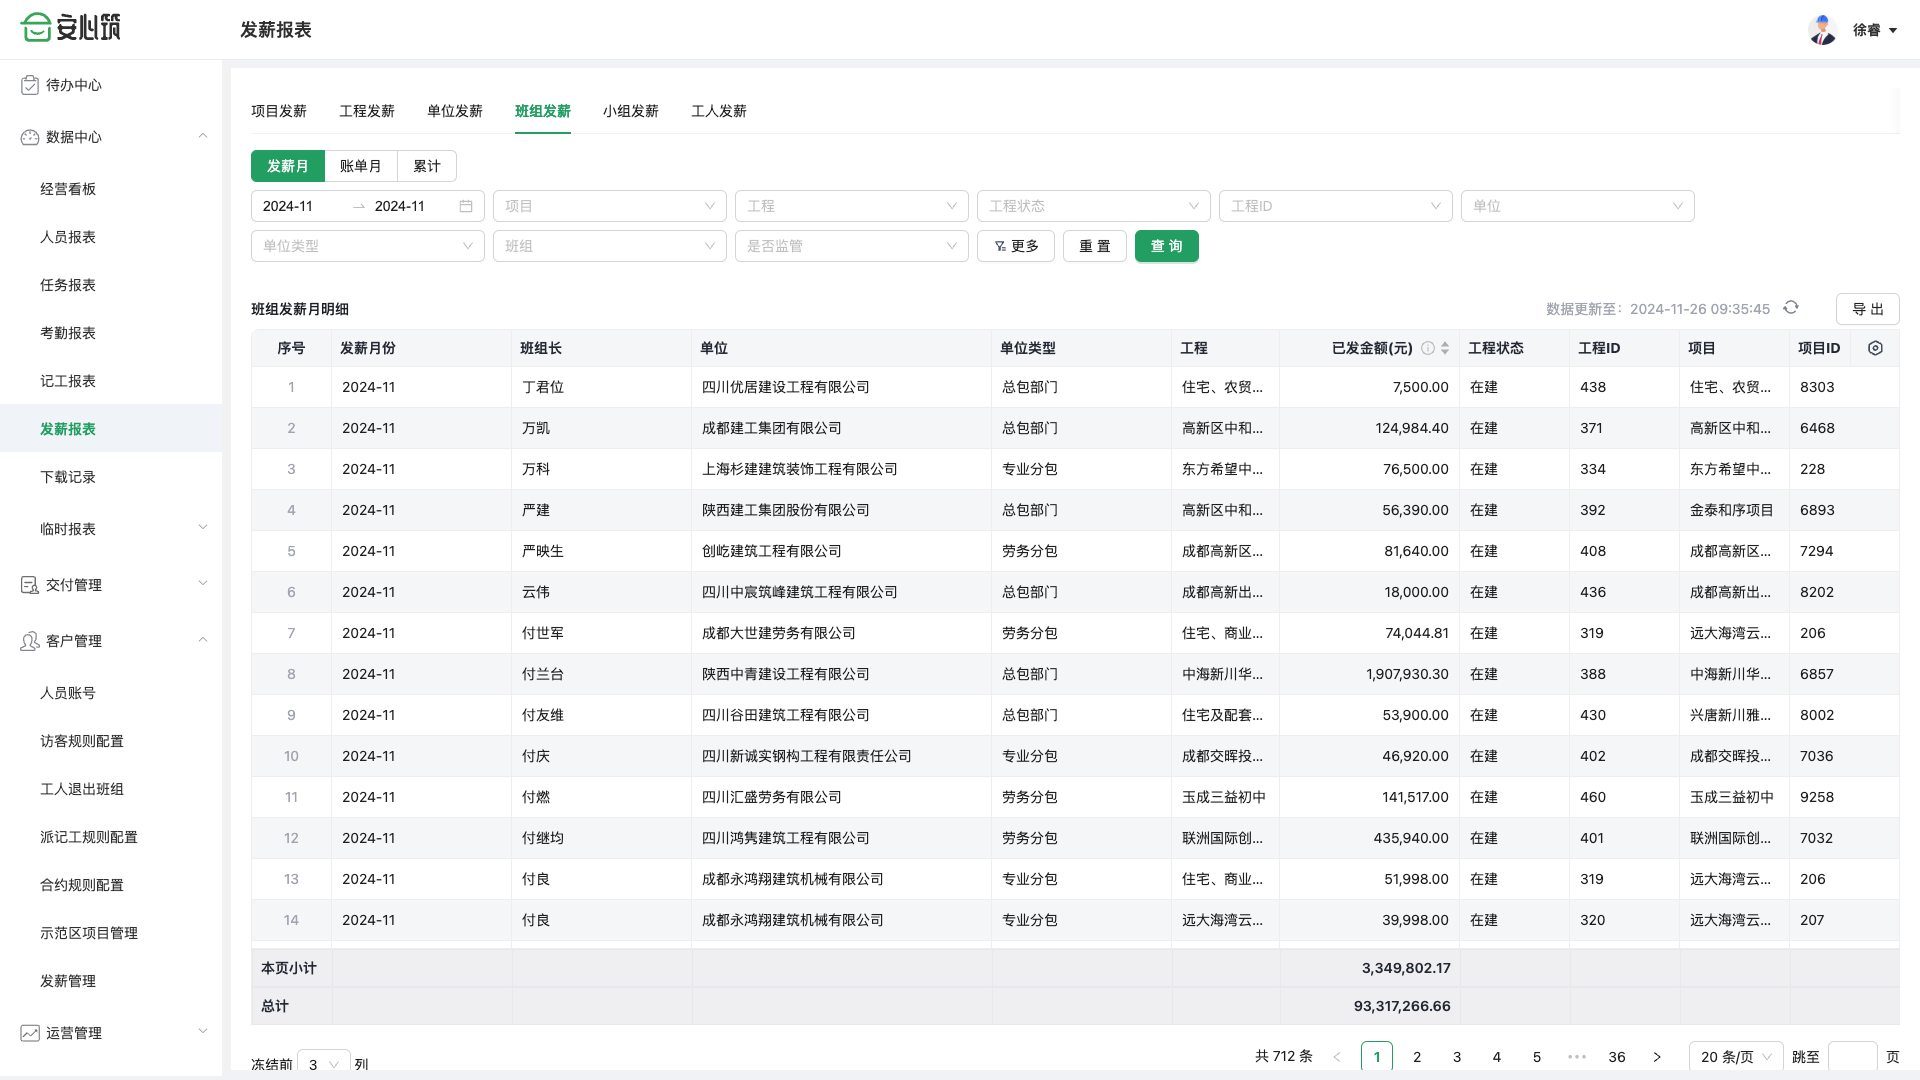 安心筑
发薪报表
徐睿
待办中心
数据中心
经营看板
人员报表
任务报表
考勤报表
记工报表
发薪报表
下载记录
临时报表
交付管理
客户管理
人员账号
访客规则配置
工人退出班组
派记工规则配置
合约规则配置
示范区项目管理
发薪管理
运营管理
项目发薪 工程发薪 单位发薪 班组发薪 小组发薪 工人发薪
发薪月 账单月 累计
2024-11 → 2024-11 项目 工程 工程状态 工程ID 单位
单位类型 班组 是否监管 更多 重 置 查 询
班组发薪月明细 数据更新至：2024-11-26 09:35:45 导 出
序号 发薪月份 班组长 单位 单位类型 工程 已发金额(元) 工程状态 工程ID 项目 项目ID
1 2024-11 丁君位 四川优居建设工程有限公司 总包部门 住宅、农贸... 7,500.00 在建 438 住宅、农贸... 8303
2 2024-11 万凯 成都建工集团有限公司 总包部门 高新区中和... 124,984.40 在建 371 高新区中和... 6468
3 2024-11 万科 上海杉建建筑装饰工程有限公司 专业分包 东方希望中... 76,500.00 在建 334 东方希望中... 228
4 2024-11 严建 陕西建工集团股份有限公司 总包部门 高新区中和... 56,390.00 在建 392 金泰和序项目 6893
5 2024-11 严映生 创屹建筑工程有限公司 劳务分包 成都高新区... 81,640.00 在建 408 成都高新区... 7294
6 2024-11 云伟 四川中宸筑峰建筑工程有限公司 总包部门 成都高新出... 18,000.00 在建 436 成都高新出... 8202
7 2024-11 付世军 成都大世建劳务有限公司 劳务分包 住宅、商业... 74,044.81 在建 319 远大海湾云... 206
8 2024-11 付兰台 陕西中青建设工程有限公司 总包部门 中海新川华... 1,907,930.30 在建 388 中海新川华... 6857
9 2024-11 付友维 四川谷田建筑工程有限公司 总包部门 住宅及配套... 53,900.00 在建 430 兴唐新川雅... 8002
10 2024-11 付庆 四川新诚实钢构工程有限责任公司 专业分包 成都交晖投... 46,920.00 在建 402 成都交晖投... 7036
11 2024-11 付燃 四川汇盛劳务有限公司 劳务分包 玉成三益初中 141,517.00 在建 460 玉成三益初中 9258
12 2024-11 付继均 四川鸿隽建筑工程有限公司 劳务分包 联洲国际创... 435,940.00 在建 401 联洲国际创... 7032
13 2024-11 付良 成都永鸿翔建筑机械有限公司 专业分包 住宅、商业... 51,998.00 在建 319 远大海湾云... 206
14 2024-11 付良 成都永鸿翔建筑机械有限公司 专业分包 远大海湾云... 39,998.00 在建 320 远大海湾云... 207
本页小计 3,349,802.17
总计 93,317,266.66
冻结前 3 列 共 712 条 < 1 2 3 4 5 ••• 36 > 20 条/页 跳至 页